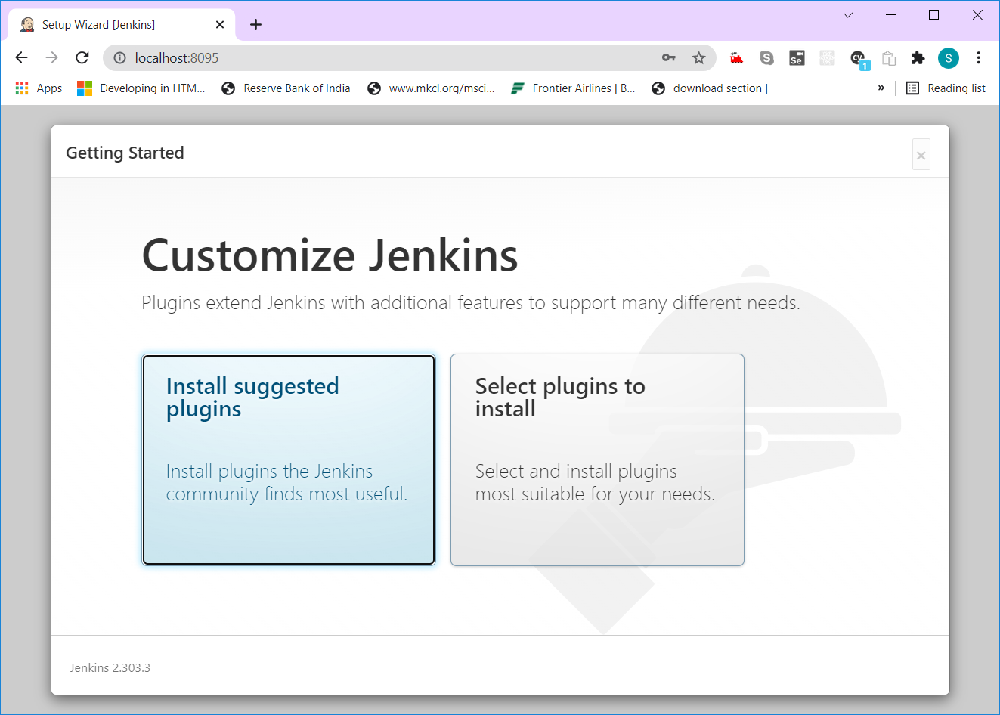 Setup Wizard [Jenkins]
localhost:8095
S
Se
cy
1
S
Apps
Developing in HTM...
Reserve Bank of India
www.mkcl.org/msci...
Frontier Airlines | B...
download section |
»
Reading list
Getting Started
×
Customize Jenkins
Plugins extend Jenkins with additional features to support many different needs.
Install suggested
plugins
Install plugins the Jenkins
community finds most useful.
Select plugins to
install
Select and install plugins
most suitable for your needs.
Jenkins 2.303.3